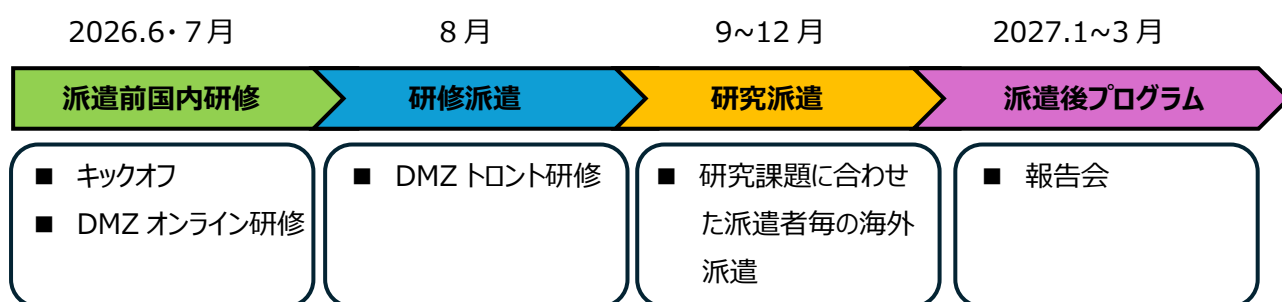 2026.6・7月
8月
9~12月
2027.1~3月
派遣前国内研修
研修派遣
研究派遣
派遣後プログラム
■ キックオフ
■ DMZ オンライン研修
■ DMZ トロント研修
■ 研究課題に合わせ
た派遣者毎の海外
派遣
■ 報告会